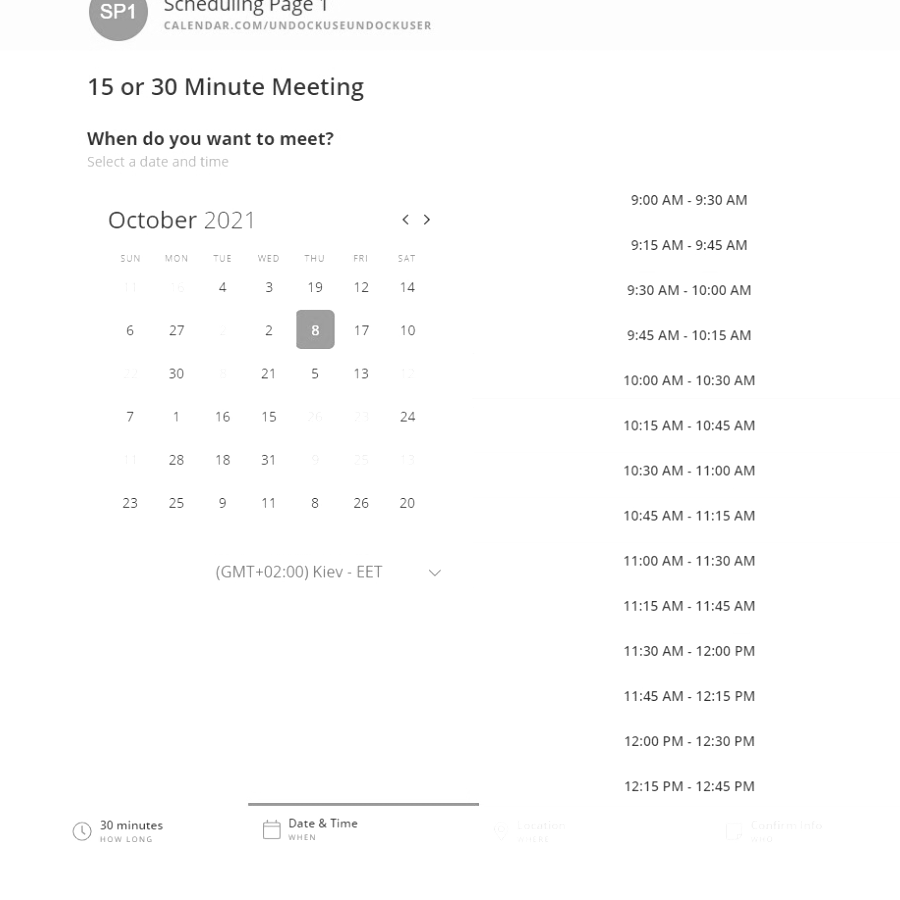 SP1
Scheduling Page 1
CALENDAR.COM/UNDOCKUSEUNDOCKUSER
15 or 30 Minute Meeting
When do you want to meet?
Select a date and time
October 2021
SUN MON TUE WED THU FRI SAT
11 16 4 3 19 12 14
6 27 2 8 17 10
22 30 21 5 13 12
7 1 16 15 26 23 24
11 28 18 31 9 25 13
23 25 9 11 8 26 20
(GMT+02:00) Kiev - EET
9:00 AM - 9:30 AM
9:15 AM - 9:45 AM
9:30 AM - 10:00 AM
9:45 AM - 10:15 AM
10:00 AM - 10:30 AM
10:15 AM - 10:45 AM
10:30 AM - 11:00 AM
10:45 AM - 11:15 AM
11:00 AM - 11:30 AM
11:15 AM - 11:45 AM
11:30 AM - 12:00 PM
11:45 AM - 12:15 PM
12:00 PM - 12:30 PM
12:15 PM - 12:45 PM
30 minutes
HOW LONG
Date & Time
WHEN
Location
WHERE
Confirm Info
WHO